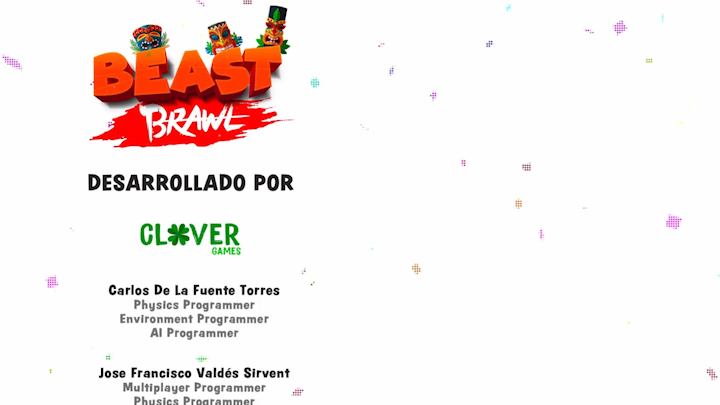 BEAST
BRAWL
DESARROLLADO POR
CLOVER
GAMES
Carlos De La Fuente Torres
Physics Programmer
Environment Programmer
AI Programmer
Jose Francisco Valdés Sirvent
Multiplayer Programmer
Physics Programmer